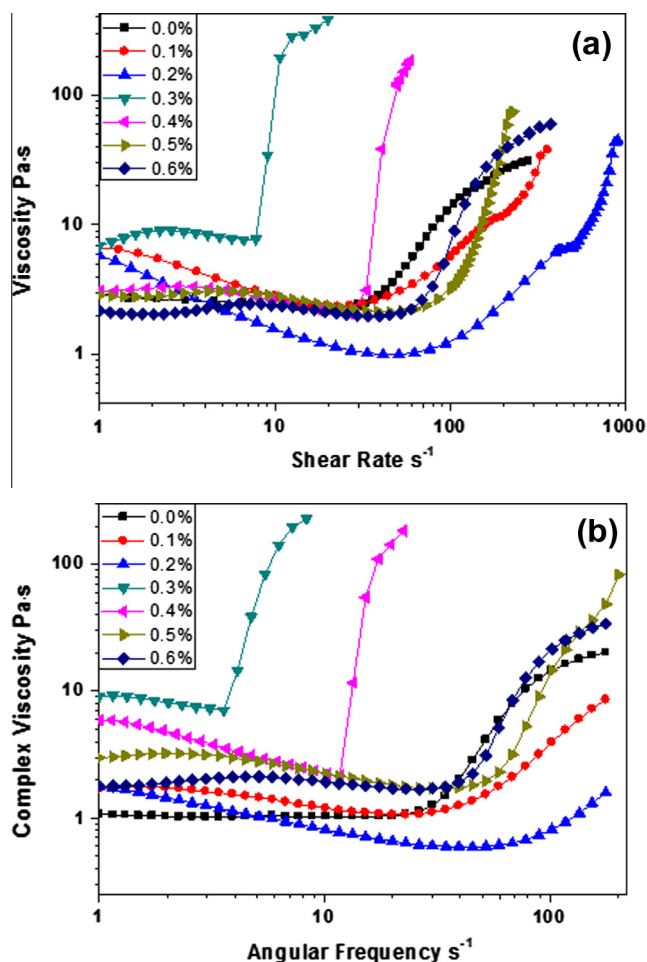 (a)
0.0%
0.1%
0.2%
0.3%
0.4%
0.5%
0.6%
100
10
1
Viscosity Pa·s
1 10 100 1000
Shear Rate s⁻¹
(b)
0.0%
0.1%
0.2%
0.3%
0.4%
0.5%
0.6%
100
10
1
Complex Viscosity Pa·s
1 10 100
Angular Frequency s⁻¹